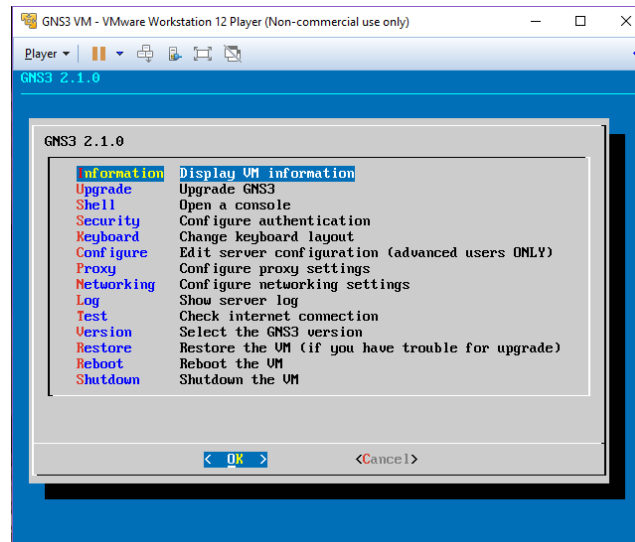 GNS3 VM - VMware Workstation 12 Player (Non-commercial use only)
Player
GNS3 2.1.0
GNS3 2.1.0
Information Display VM information
Upgrade Upgrade GNS3
Shell Open a console
Security Configure authentication
Keyboard Change keyboard layout
Configure Edit server configuration (advanced users ONLY)
Proxy Configure proxy settings
Networking Configure networking settings
Log Show server log
Test Check internet connection
Version Select the GNS3 version
Restore Restore the VM (if you have trouble for upgrade)
Reboot Reboot the VM
Shutdown Shutdown the VM
< OK > <Cancel>